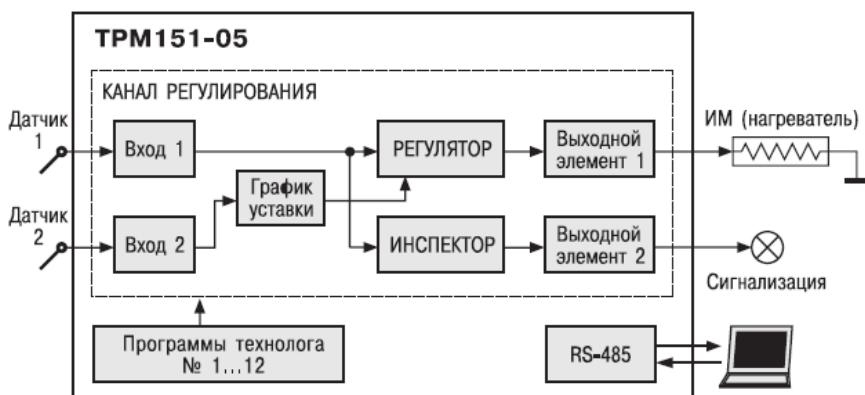 ТРМ151-05
КАНАЛ РЕГУЛИРОВАНИЯ
Датчик
1
Вход 1
РЕГУЛЯТОР
Выходной
элемент 1
ИМ (нагреватель)
График
уставки
Датчик
2
Вход 2
ИНСПЕКТОР
Выходной
элемент 2
Сигнализация
Программы технолога
№ 1...12
RS-485